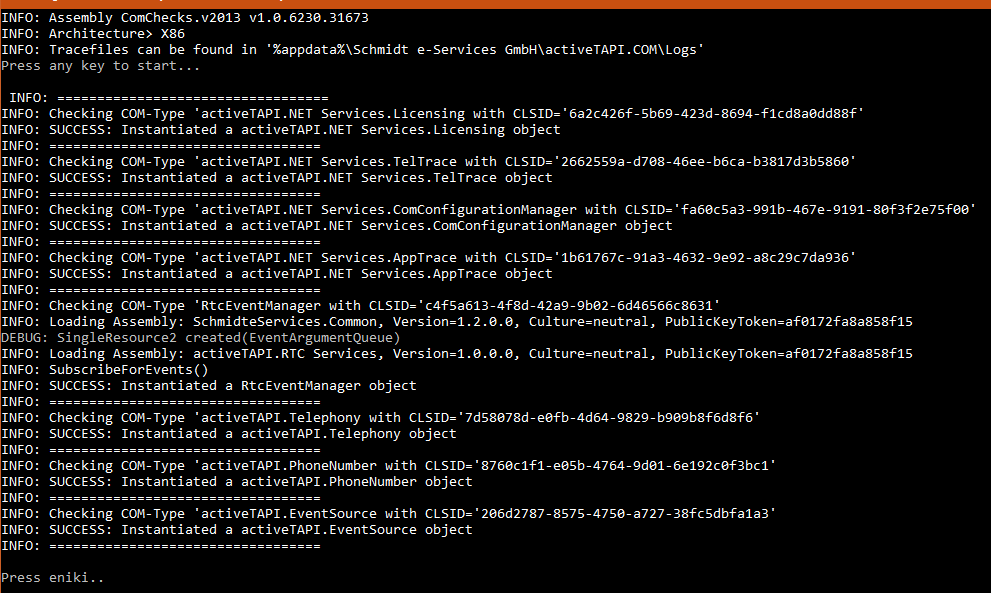 INFO: Assembly ComChecks.v2013 v1.0.6230.31673
INFO: Architecture> X86
INFO: Tracefiles can be found in '%appdata%\Schmidt e-Services GmbH\activeTAPI.COM\Logs'
Press any key to start...
INFO: ==================================
INFO: Checking COM-Type 'activeTAPI.NET Services.Licensing with CLSID='6a2c426f-5b69-423d-8694-f1cd8a0dd88f'
INFO: SUCCESS: Instantiated a activeTAPI.NET Services.Licensing object
INFO: ==================================
INFO: Checking COM-Type 'activeTAPI.NET Services.TelTrace with CLSID='2662559a-d708-46ee-b6ca-b3817d3b5860'
INFO: SUCCESS: Instantiated a activeTAPI.NET Services.TelTrace object
INFO: ==================================
INFO: Checking COM-Type 'activeTAPI.NET Services.ComConfigurationManager with CLSID='fa60c5a3-991b-467e-9191-80f3f2e75f00'
INFO: SUCCESS: Instantiated a activeTAPI.NET Services.ComConfigurationManager object
INFO: ==================================
INFO: Checking COM-Type 'activeTAPI.NET Services.AppTrace with CLSID='1b61767c-91a3-4632-9e92-a8c29c7da936'
INFO: SUCCESS: Instantiated a activeTAPI.NET Services.AppTrace object
INFO: ==================================
INFO: Checking COM-Type 'RtcEventManager with CLSID='c4f5a613-4f8d-42a9-9b02-6d46566c8631'
INFO: Loading Assembly: SchmidteServices.Common, Version=1.2.0.0, Culture=neutral, PublicKeyToken=af0172fa8a858f15
DEBUG: SingleResource2 created(EventArgumentQueue)
INFO: Loading Assembly: activeTAPI.RTC Services, Version=1.0.0.0, Culture=neutral, PublicKeyToken=af0172fa8a858f15
INFO: SubscribeForEvents()
INFO: SUCCESS: Instantiated a RtcEventManager object
INFO: ==================================
INFO: Checking COM-Type 'activeTAPI.Telephony with CLSID='7d58078d-e0fb-4d64-9829-b909b8f6d8f6'
INFO: SUCCESS: Instantiated a activeTAPI.Telephony object
INFO: ==================================
INFO: Checking COM-Type 'activeTAPI.PhoneNumber with CLSID='8760c1f1-e05b-4764-9d01-6e192c0f3bc1'
INFO: SUCCESS: Instantiated a activeTAPI.PhoneNumber object
INFO: ==================================
INFO: Checking COM-Type 'activeTAPI.EventSource with CLSID='206d2787-8575-4750-a727-38fc5dbfa1a3'
INFO: SUCCESS: Instantiated a activeTAPI.EventSource object
INFO: ==================================
Press eniki..